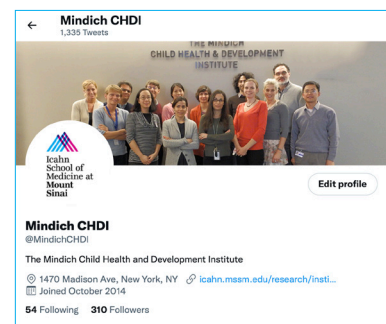 Mindich CHDI
1,335 Tweets
THE MINDICH
CHILD HEALTH & DEVELOPMENT
INSTITUTE
Icahn
School of
Medicine at
Mount
Sinai
Edit profile
Mindich CHDI
@MindichCHDI
The Mindich Child Health and Development Institute
1470 Madison Ave, New York, NY icahn.mssm.edu/research/insti...
Joined October 2014
54 Following 310 Followers